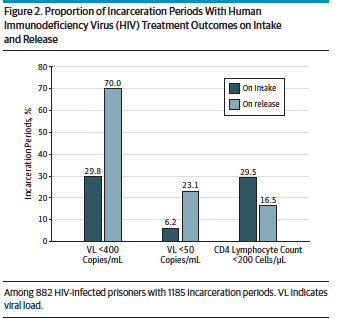 Figure 2. Proportion of Incarceration Periods With Human
Immunodeficiency Virus (HIV) Treatment Outcomes on Intake
and Release
Incarceration Periods, %
80
70
60
50
40
30
20
10
0
On Intake
On release
29.8
70.0
6.2
23.1
29.5
16.5
VL <400
Copies/mL
VL <50
Copies/mL
CD4 Lymphocyte Count
<200 Cells/µL
Among 882 HIV-infected prisoners with 1185 incarceration periods. VL indicates
viral load.